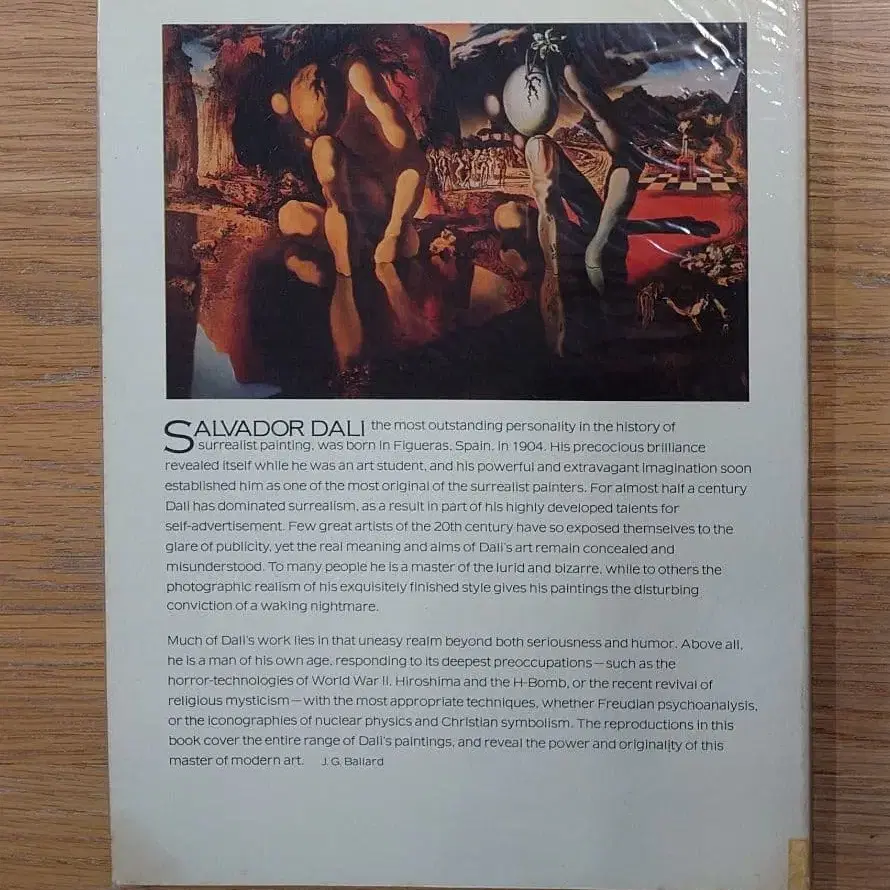 SALVADOR DALI the most outstanding personality in the history of
surrealist painting, was born in Figueras, Spain, in 1904. His precocious brilliance
revealed itself while he was an art student, and his powerful and extravagant imagination soon
established him as one of the most original of the surrealist painters. For almost half a century
Dali has dominated surrealism, as a result in part of his highly developed talents for
self-advertisement. Few great artists of the 20th century have so exposed themselves to the
glare of publicity, yet the real meaning and aims of Dali's art remain concealed and
misunderstood. To many people he is a master of the lurid and bizarre, while to others the
photographic realism of his exquisitely finished style gives his paintings the disturbing
conviction of a waking nightmare.
Much of Dali's work lies in that uneasy realm beyond both seriousness and humor. Above all,
he is a man of his own age, responding to its deepest preoccupations—such as the
horror-technologies of World War II, Hiroshima and the H-Bomb, or the recent revival of
religious mysticism—with the most appropriate techniques, whether Freudian psychoanalysis,
or the iconographies of nuclear physics and Christian symbolism. The reproductions in this
book cover the entire range of Dali's paintings, and reveal the power and originality of this
master of modern art. J. G. Ballard